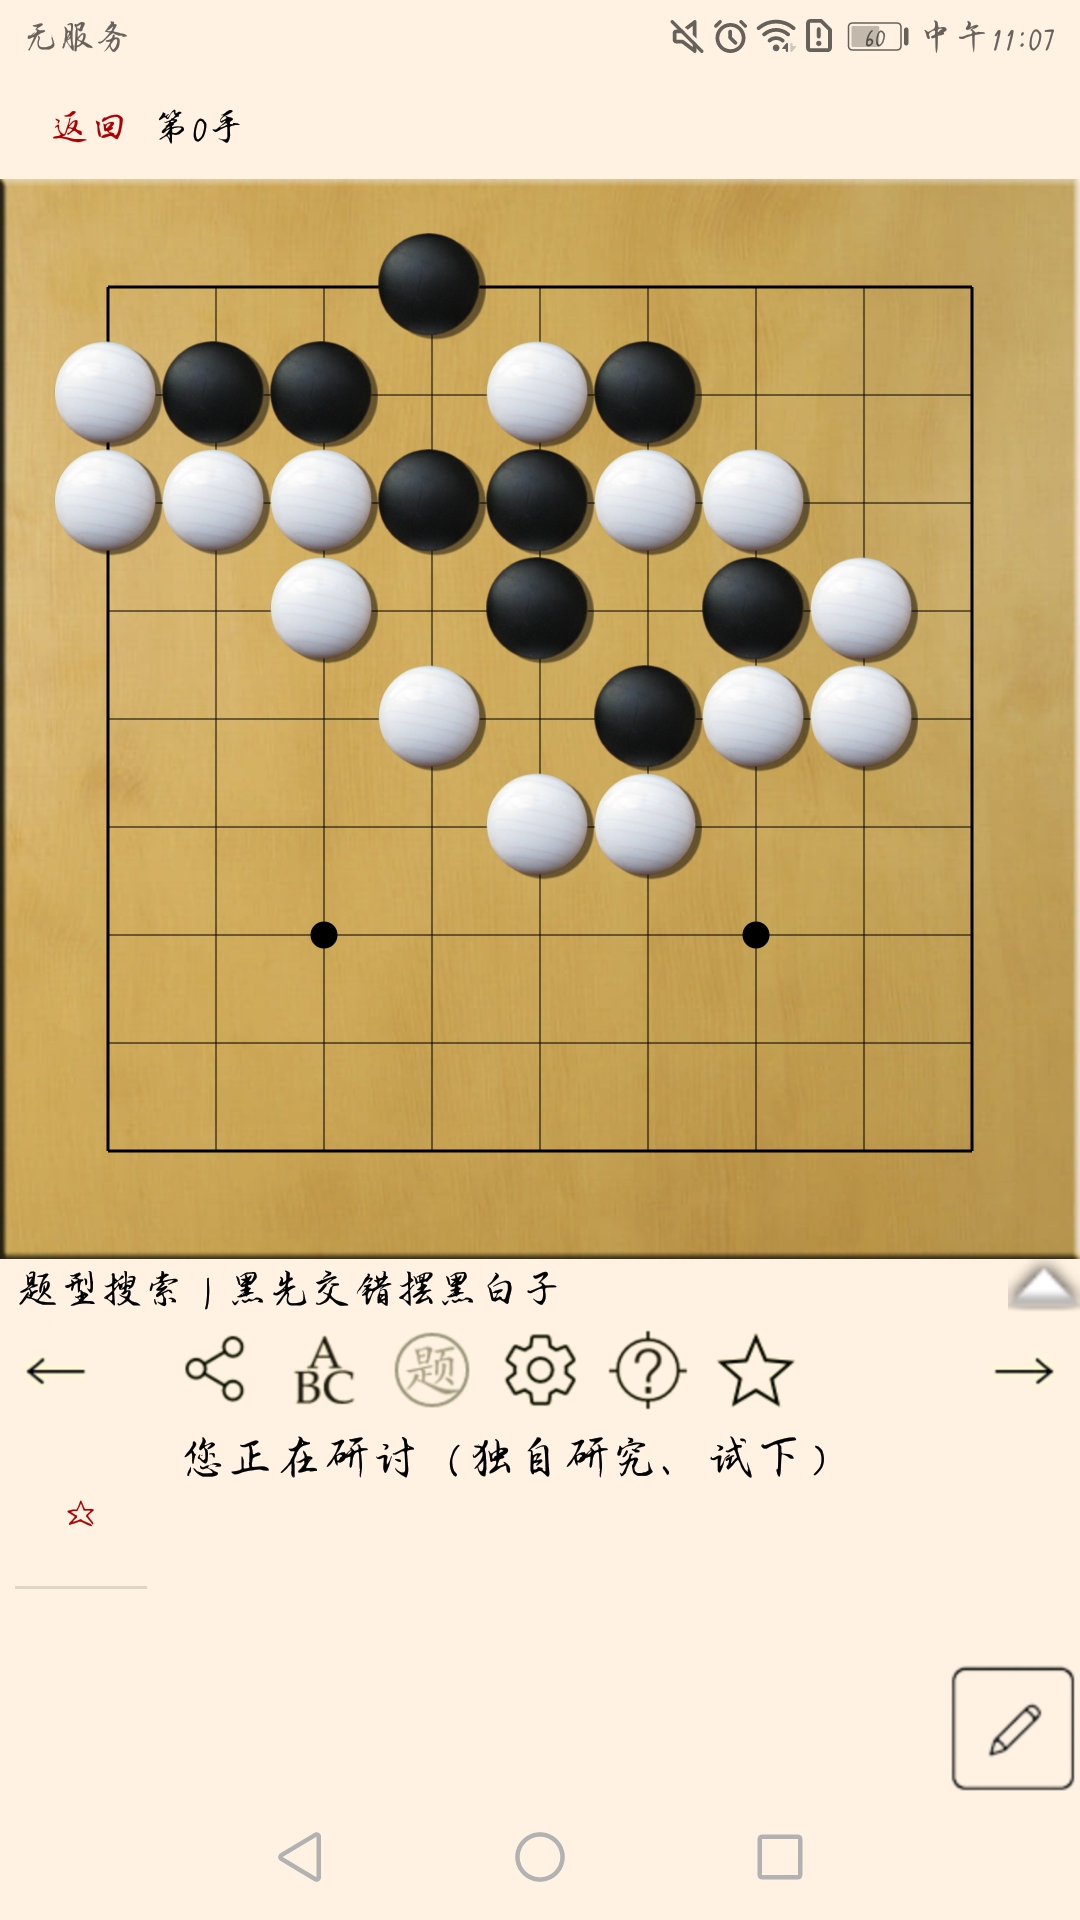 无服务 60 中午11:07
返回 第0手
题型搜索 | 黑先交错摆黑白子
A
BC 题 ?
您正在研讨（独自研究、试下）